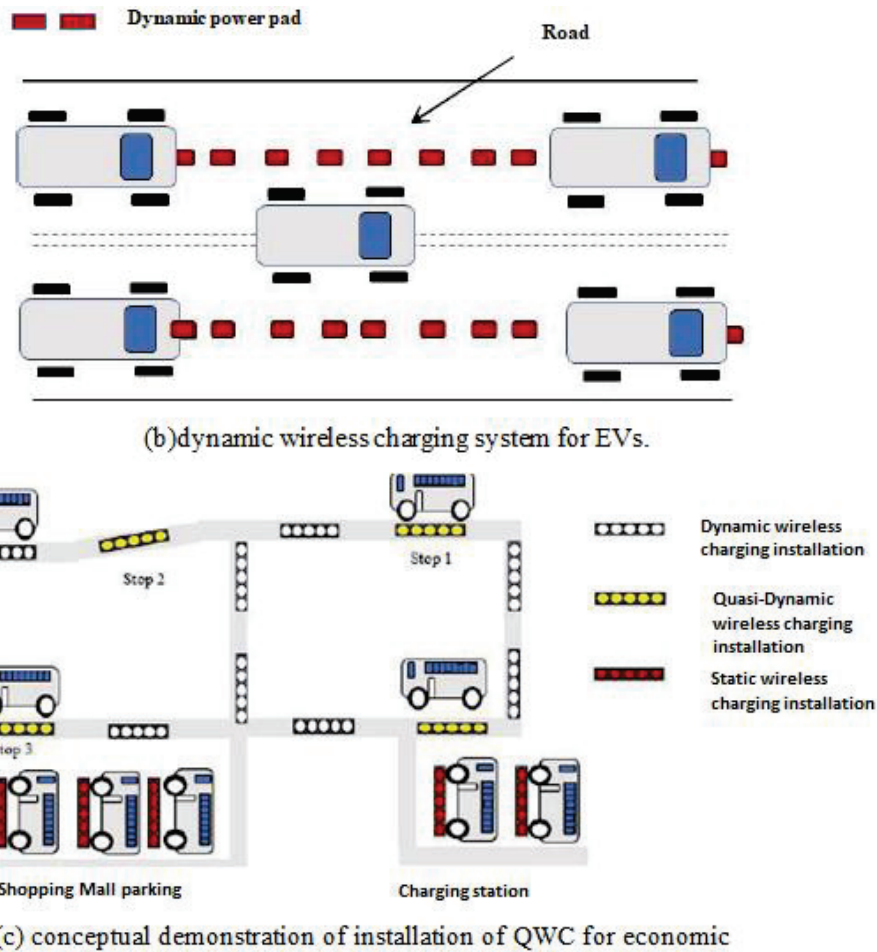 Dynamic power pad
Road
(b)dynamic wireless charging system for EVs.
Stop 1
Stop 2
Dynamic wireless
charging installation
Quasi-Dynamic
wireless charging
installation
Static wireless
charging installation
top 3
Shopping Mall parking
Charging station
(c) conceptual demonstration of installation of QWC for economic